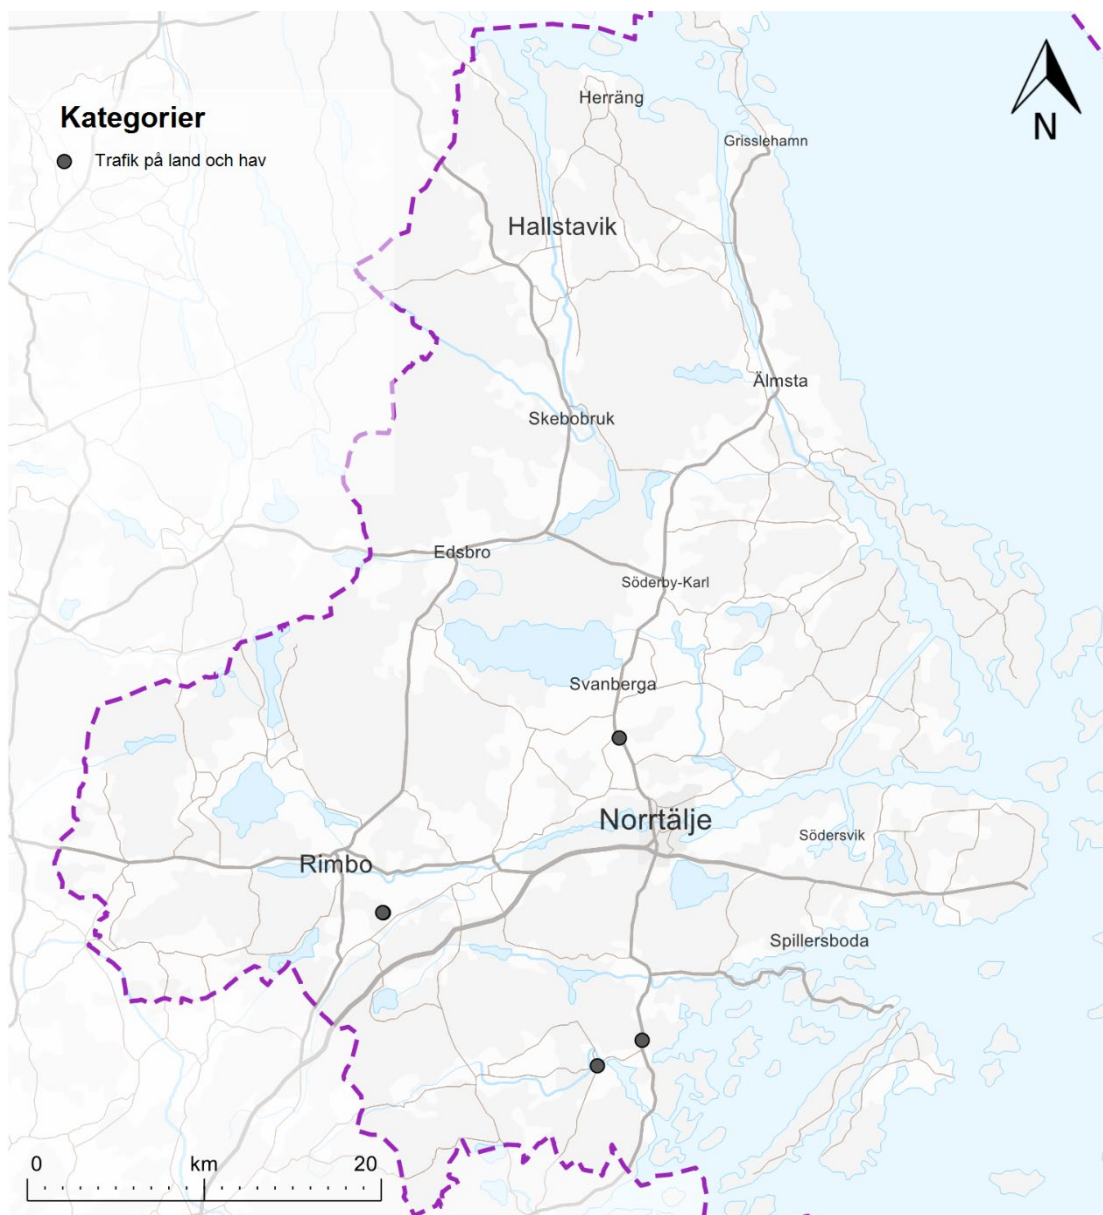 Kategorier
Trafik på land och hav
N
Herräng
Grisslehamn
Hallstavik
Älmsta
Skebobruk
Edsbro
Söderby-Karl
Svanberga
Norrtälje
Södersvik
Rimbo
Spillersboda
0 km 20